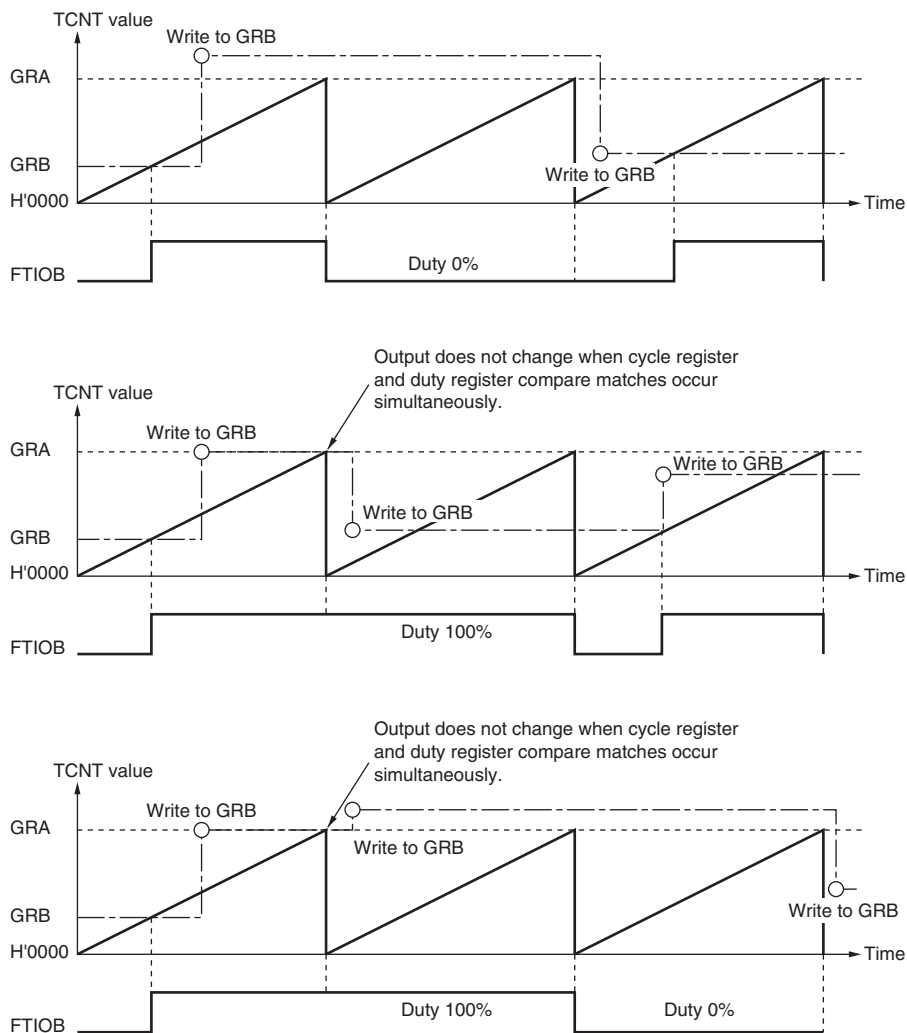 TCNT value
Write to GRB
GRA
GRB
Write to GRB
H'0000
Time
FTIOB
Duty 0%
Output does not change when cycle register
and duty register compare matches occur
simultaneously.
TCNT value
Write to GRB
GRA
Write to GRB
Write to GRB
GRB
H'0000
Time
FTIOB
Duty 100%
Output does not change when cycle register
and duty register compare matches occur
simultaneously.
TCNT value
Write to GRB
GRA
Write to GRB
GRB
Write to GRB
H'0000
Time
FTIOB
Duty 100%
Duty 0%